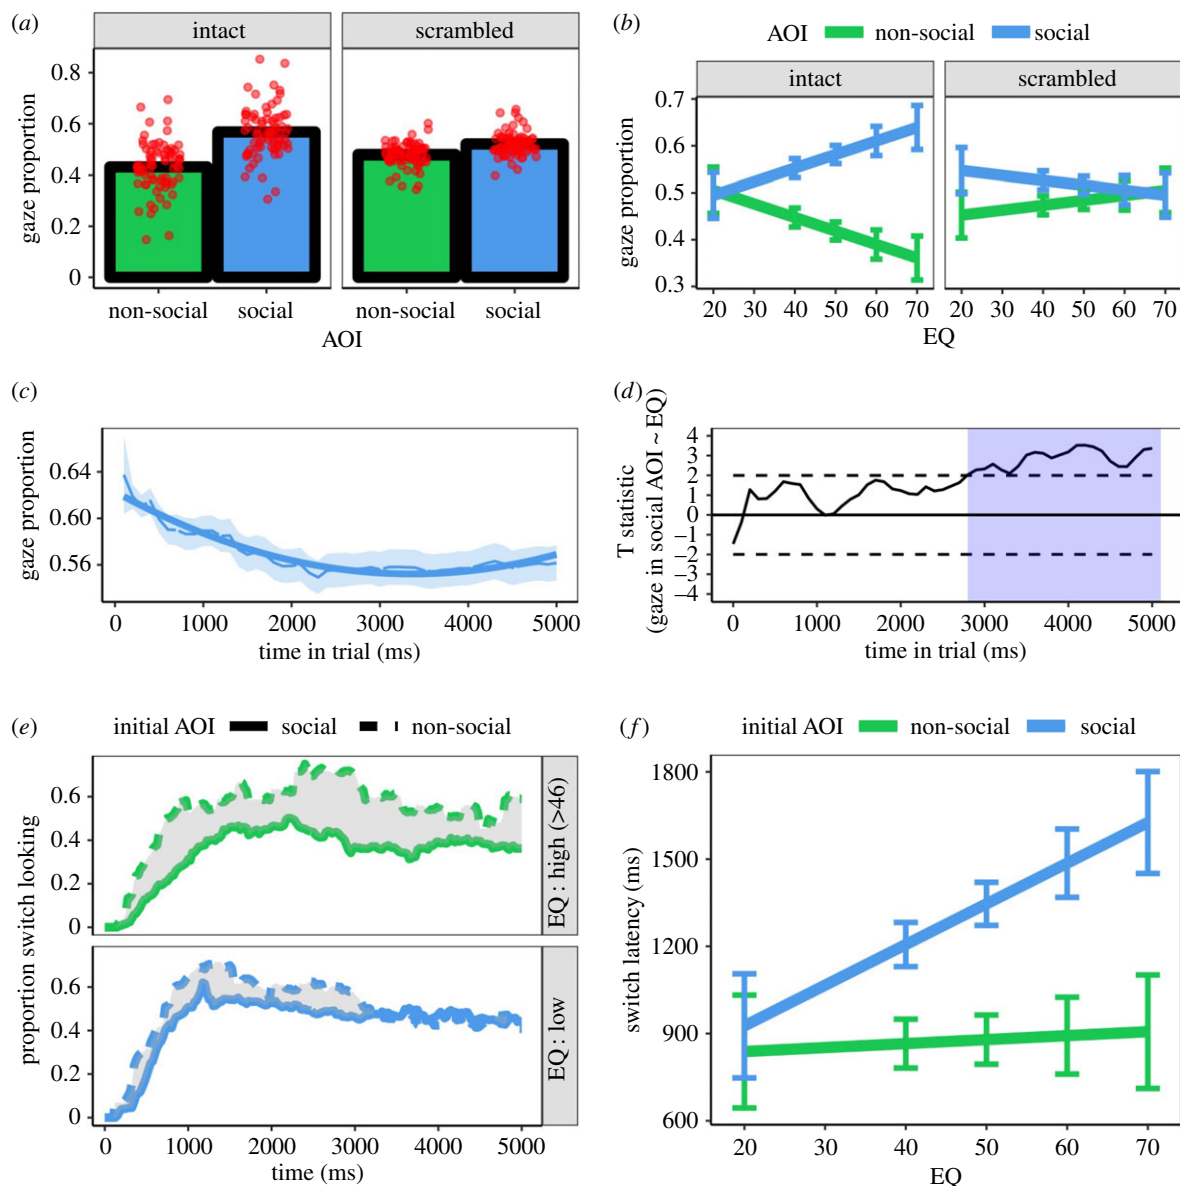 (a)
intact
scrambled
gaze proportion
0.8
0.6
0.4
0.2
0
non-social
social
non-social
social
AOI
(b)
AOI
non-social
social
intact
scrambled
gaze proportion
0.7
0.6
0.5
0.4
0.3
20 30 40 50 60 70
20 30 40 50 60 70
EQ
(c)
gaze proportion
0.64
0.60
0.56
0 1000 2000 3000 4000 5000
time in trial (ms)
(d)
T statistic
(gaze in social AOI ~ EQ)
4
3
2
1
0
−1
−2
−3
−4
0 1000 2000 3000 4000 5000
time in trial (ms)
(e)
initial AOI
social
non-social
proportion switch looking
0.6
0.4
0.2
0
EQ : high (>46)
0.6
0.4
0.2
0
EQ : low
0 1000 2000 3000 4000 5000
time (ms)
(f)
initial AOI
non-social
social
switch latency (ms)
1800
1500
1200
900
600
20 30 40 50 60 70
EQ